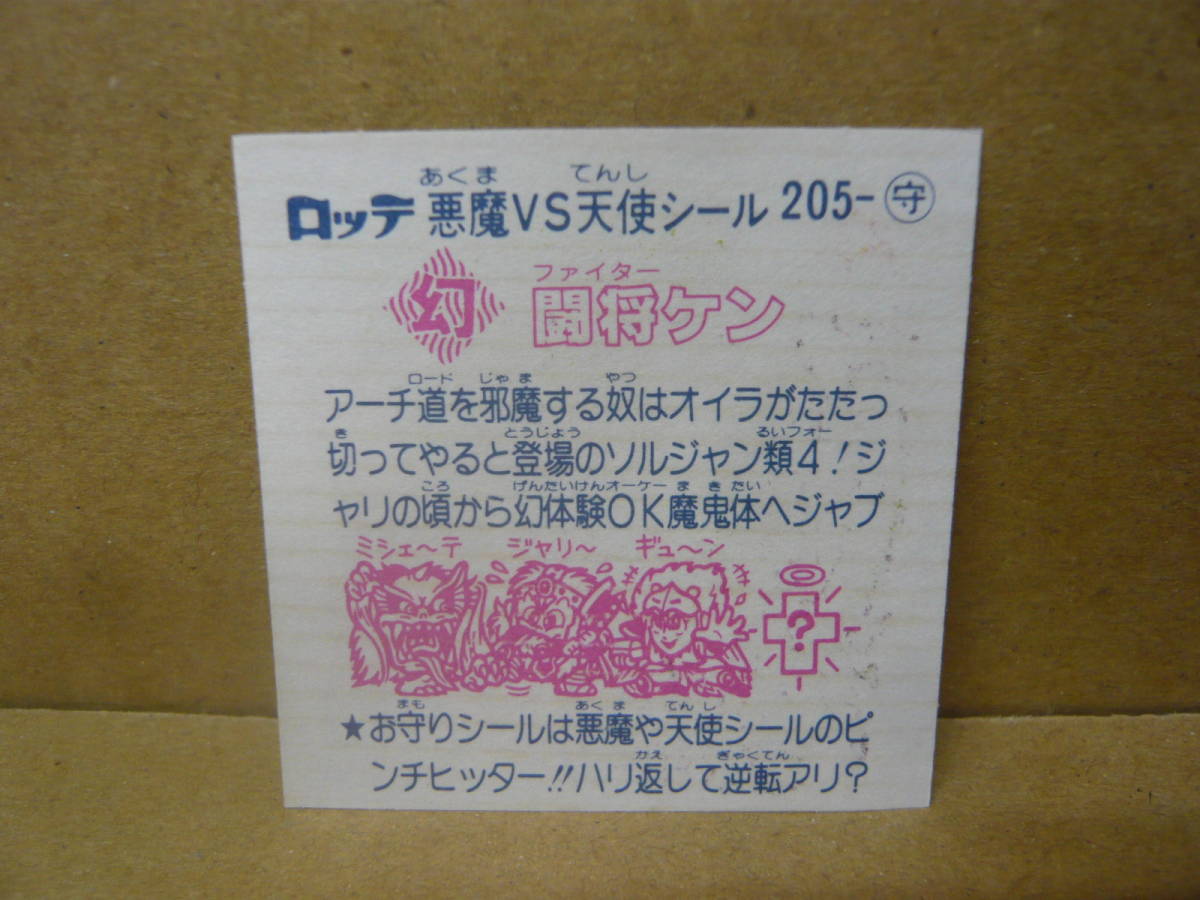 あくま てんし
ロッテ 悪魔VS天使シール 205-守
ファイター
幻 闘将ケン
ロード じゃま やつ
アーチ道を邪魔する奴はオイラがたたっ
き とうじょう るいフォー
切ってやると登場のソルジャン類4!ジ
ころ げんたいけんオーケー ま き たい
ャリの頃から幻体験OK魔鬼体へジャブ
ミシェ〜テ ジャリ〜 ギュ〜ン
?
まも あく ま てん し
★お守りシールは悪魔や天使シールのピ
かえ ぎゃくてん
ンチヒッター!!ハリ返して逆転アリ?